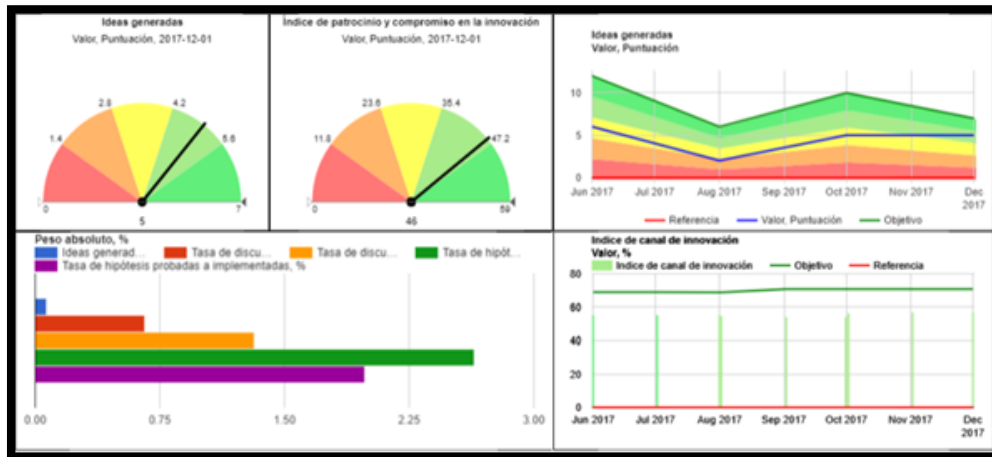 Ideas generadas
Valor, Puntuación, 2017-12-01
1.4
2.8
4.2
5.6
0
7
5
Índice de patrocinio y compromiso en la innovación
Valor, Puntuación, 2017-12-01
11.8
23.6
35.4
47.2
0
59
46
Ideas generadas
Valor, Puntuación
10
5
0
Jun 2017 Jul 2017 Aug 2017 Sep 2017 Oct 2017 Nov 2017 Dec
2017
Referencia Valor, Puntuación Objetivo
Peso absoluto, %
Ideas generad... Tasa de discu... Tasa de discu... Tasa de hipót...
Tasa de hipótesis probadas a implementadas, %
0.00 0.75 1.50 2.25 3.00
Indice de canal de innovación
Valor, %
Indice de canal de innovación Objetivo Referencia
80
60
40
20
0
Jun 2017 Jul 2017 Aug 2017 Sep 2017 Oct 2017 Nov 2017 Dec
2017